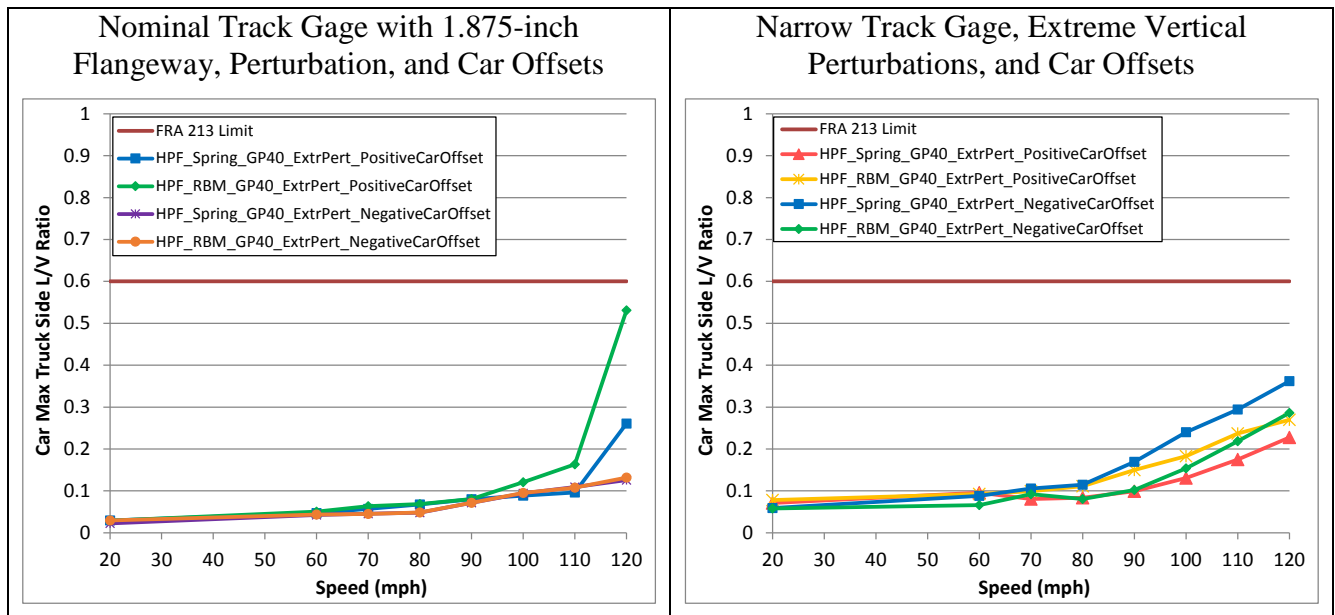 Nominal Track Gage with 1.875-inch
Flangeway, Perturbation, and Car Offsets
Car Max Truck Side L/V Ratio
1
0.9
0.8
0.7
0.6
0.5
0.4
0.3
0.2
0.1
0
FRA 213 Limit
HPF_Spring_GP40_ExtrPert_PositiveCarOffset
HPF_RBM_GP40_ExtrPert_PositiveCarOffset
HPF_Spring_GP40_ExtrPert_NegativeCarOffset
HPF_RBM_GP40_ExtrPert_NegativeCarOffset
20 30 40 50 60 70 80 90 100 110 120
Speed (mph)
Narrow Track Gage, Extreme Vertical
Perturbations, and Car Offsets
Car Max Truck Side L/V Ratio
1
0.9
0.8
0.7
0.6
0.5
0.4
0.3
0.2
0.1
0
FRA 213 Limit
HPF_Spring_GP40_ExtrPert_PositiveCarOffset
HPF_RBM_GP40_ExtrPert_PositiveCarOffset
HPF_Spring_GP40_ExtrPert_NegativeCarOffset
HPF_RBM_GP40_ExtrPert_NegativeCarOffset
20 30 40 50 60 70 80 90 100 110 120
Speed (mph)